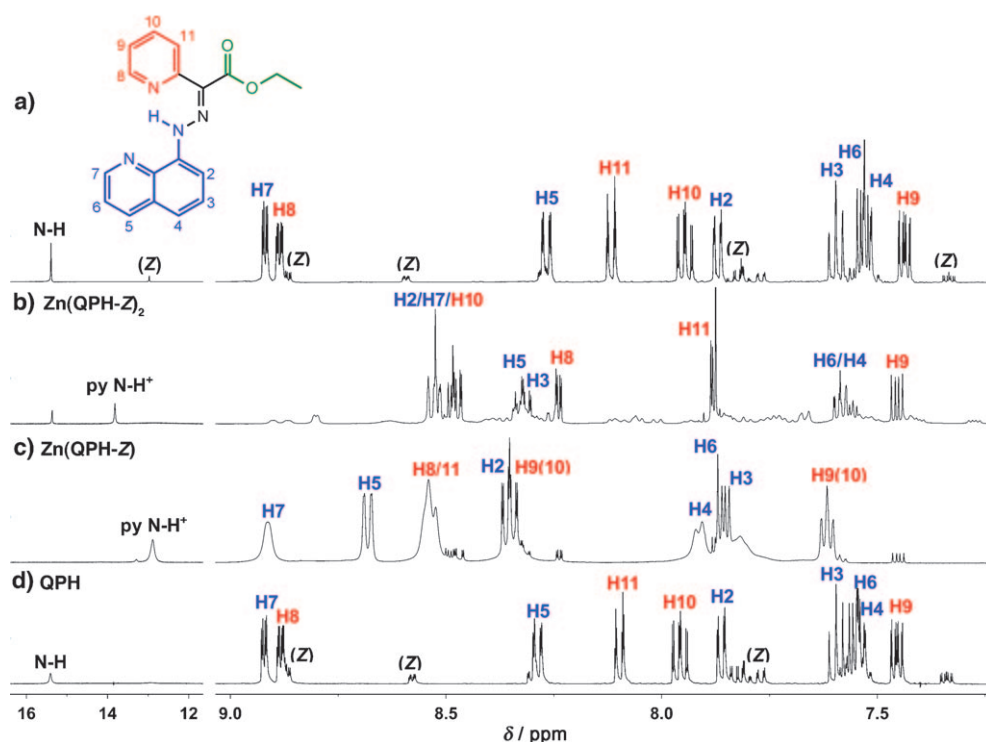 10
9
11
8
N
O
O
a)
H
N
N
7
N
2
6
3
5
4
N-H
(Z)
H7
H8
(Z)
(Z)
H5
H11
H10
H2
(Z)
H3
H6
H4
H9
(Z)
b) Zn(QPH-Z)2
py N-H+
H2/H7/H10
H5
H3
H8
H11
H6/H4
H9
c) Zn(QPH-Z)
py N-H+
H7
H5
H8/11
H2
H9(10)
H4
H6
H3
H9(10)
d) QPH
N-H
H7
H8
(Z)
(Z)
H5
H11
H10
H2
(Z)
H3
H6
H4
H9
16 14 12 9.0 8.5 8.0 7.5
δ / ppm